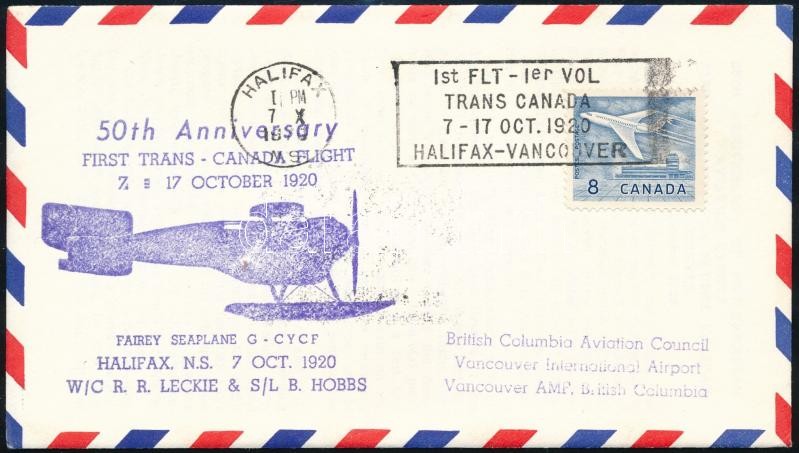 HALIFAX
PM
7 X
N.S.
1st FLT - 1er VOL
TRANS CANADA
7 - 17 OCT. 1920
HALIFAX-VANCOUVER
8 CANADA
50th Anniversary
FIRST TRANS - CANADA FLIGHT
7 = 17 OCTOBER 1920
FAIREY SEAPLANE G - CYCF
HALIFAX, N.S. 7 OCT. 1920
W/C R. R. LECKIE & S/L B. HOBBS
British Columbia Aviation Council
Vancouver International Airport
Vancouver AMF, British Columbia